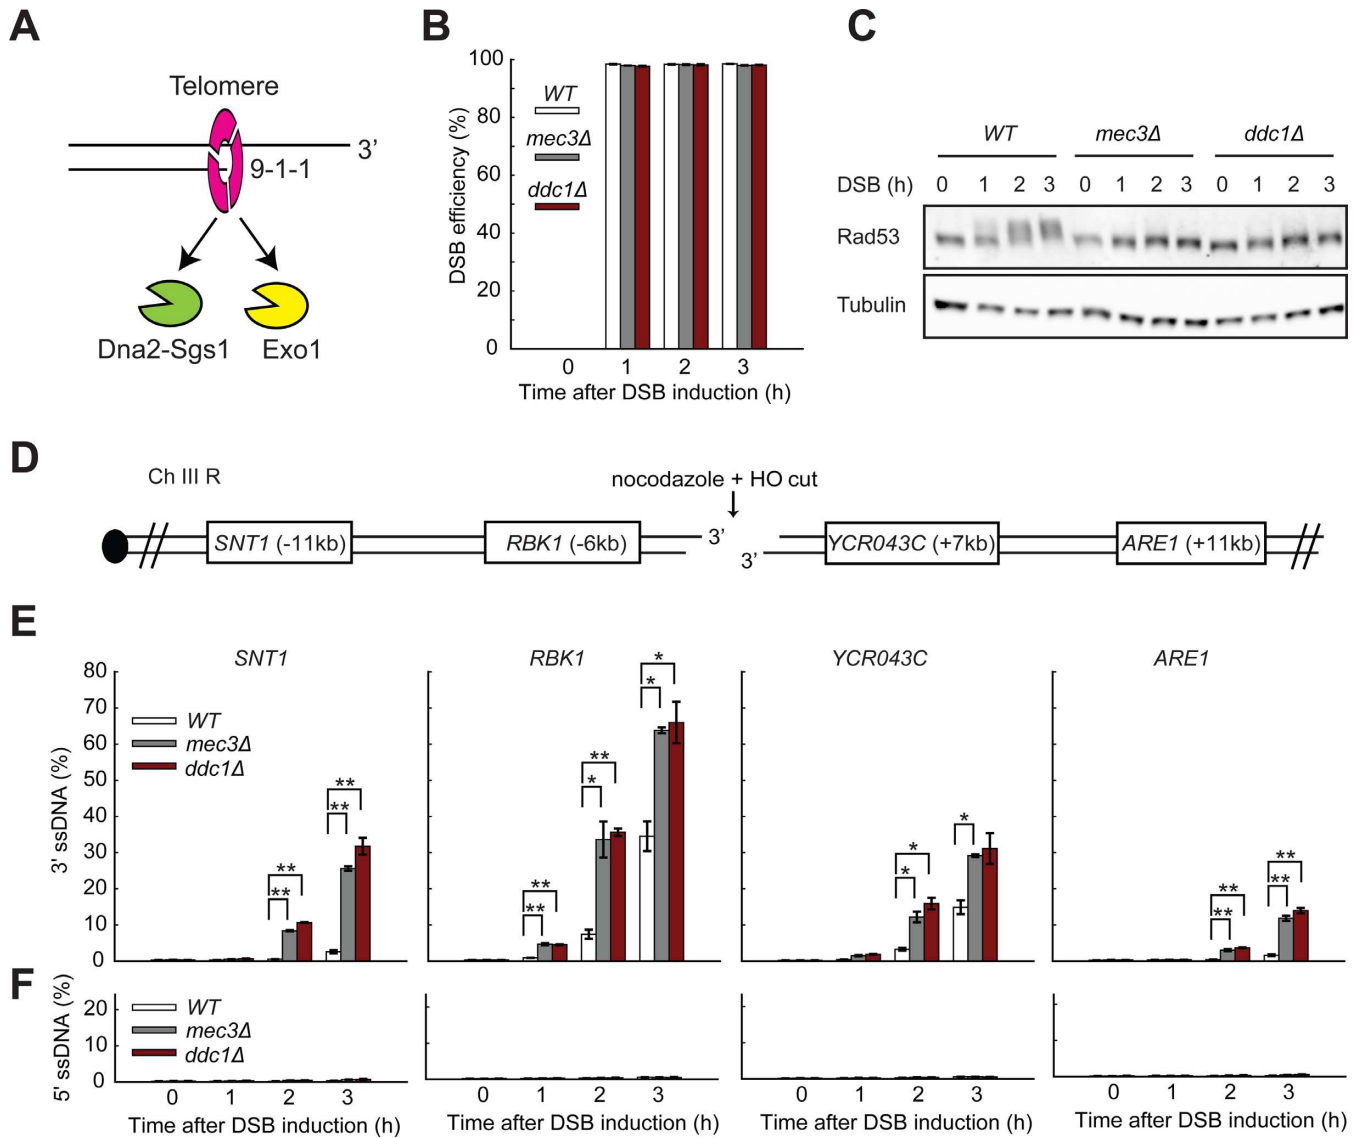 A
Telomere
3’
9-1-1
Dna2-Sgs1
Exo1
B
100
80
60
40
20
0
DSB efficiency (%)
WT
mec3Δ
ddc1Δ
0 1 2 3
Time after DSB induction (h)
C
WT mec3Δ ddc1Δ
DSB (h) 0 1 2 3 0 1 2 3 0 1 2 3
Rad53
Tubulin
D
Ch III R
nocodazole + HO cut
SNT1 (-11kb)
RBK1 (-6kb)
3’
3’
YCR043C (+7kb)
ARE1 (+11kb)
E
SNT1
RBK1
YCR043C
ARE1
80
70
60
50
40
30
20
10
0
3' ssDNA (%)
WT
mec3Δ
ddc1Δ
**
**
**
**
**
**
**
*
*
*
*
*
*
**
**
**
**
F
20
10
0
5' ssDNA (%)
WT
mec3Δ
ddc1Δ
0 1 2 3
Time after DSB induction (h)
0 1 2 3
Time after DSB induction (h)
0 1 2 3
Time after DSB induction (h)
0 1 2 3
Time after DSB induction (h)